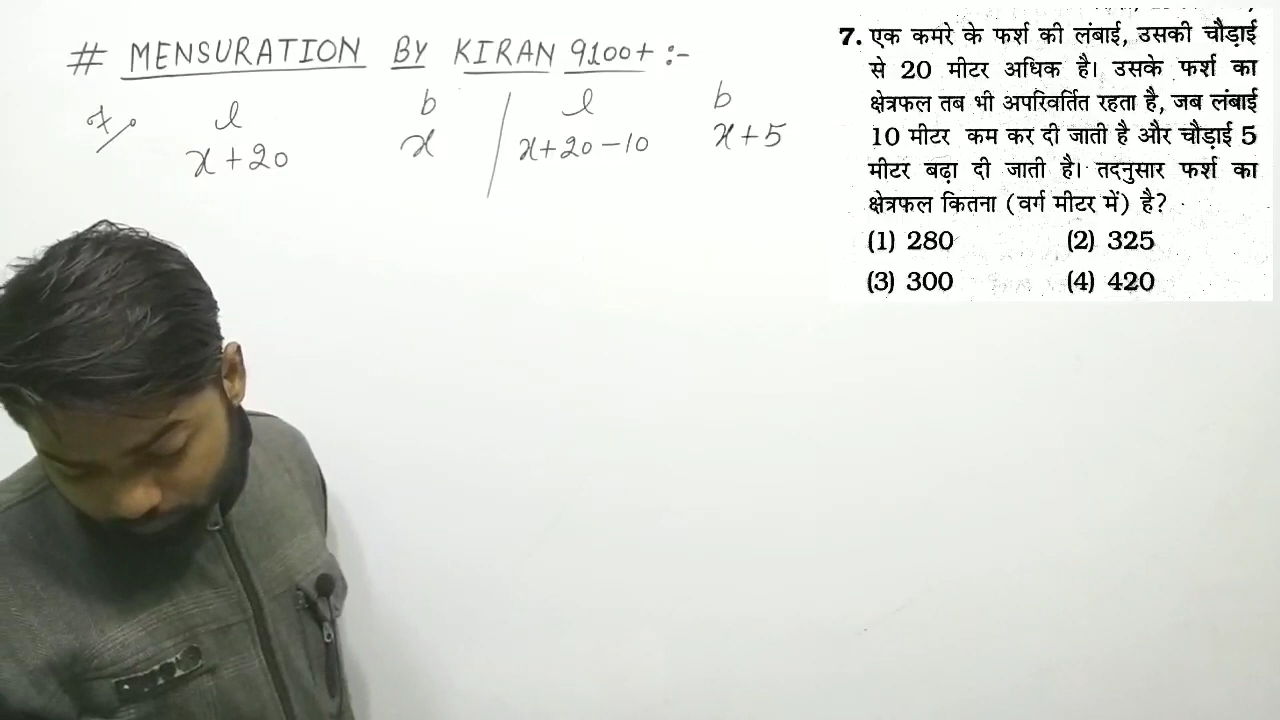 # MENSURATION BY KIRAN 9100+ :-
7. l b l b
x+20 x x+20-10 x+5
7. एक कमरे के फर्श की लंबाई, उसकी चौड़ाई
से 20 मीटर अधिक है। उसके फर्श का
क्षेत्रफल तब भी अपरिवर्तित रहता है, जब लंबाई
10 मीटर कम कर दी जाती है और चौड़ाई 5
मीटर बढ़ा दी जाती है। तदनुसार फर्श का
क्षेत्रफल कितना (वर्ग मीटर में) है?
(1) 280 (2) 325
(3) 300 (4) 420